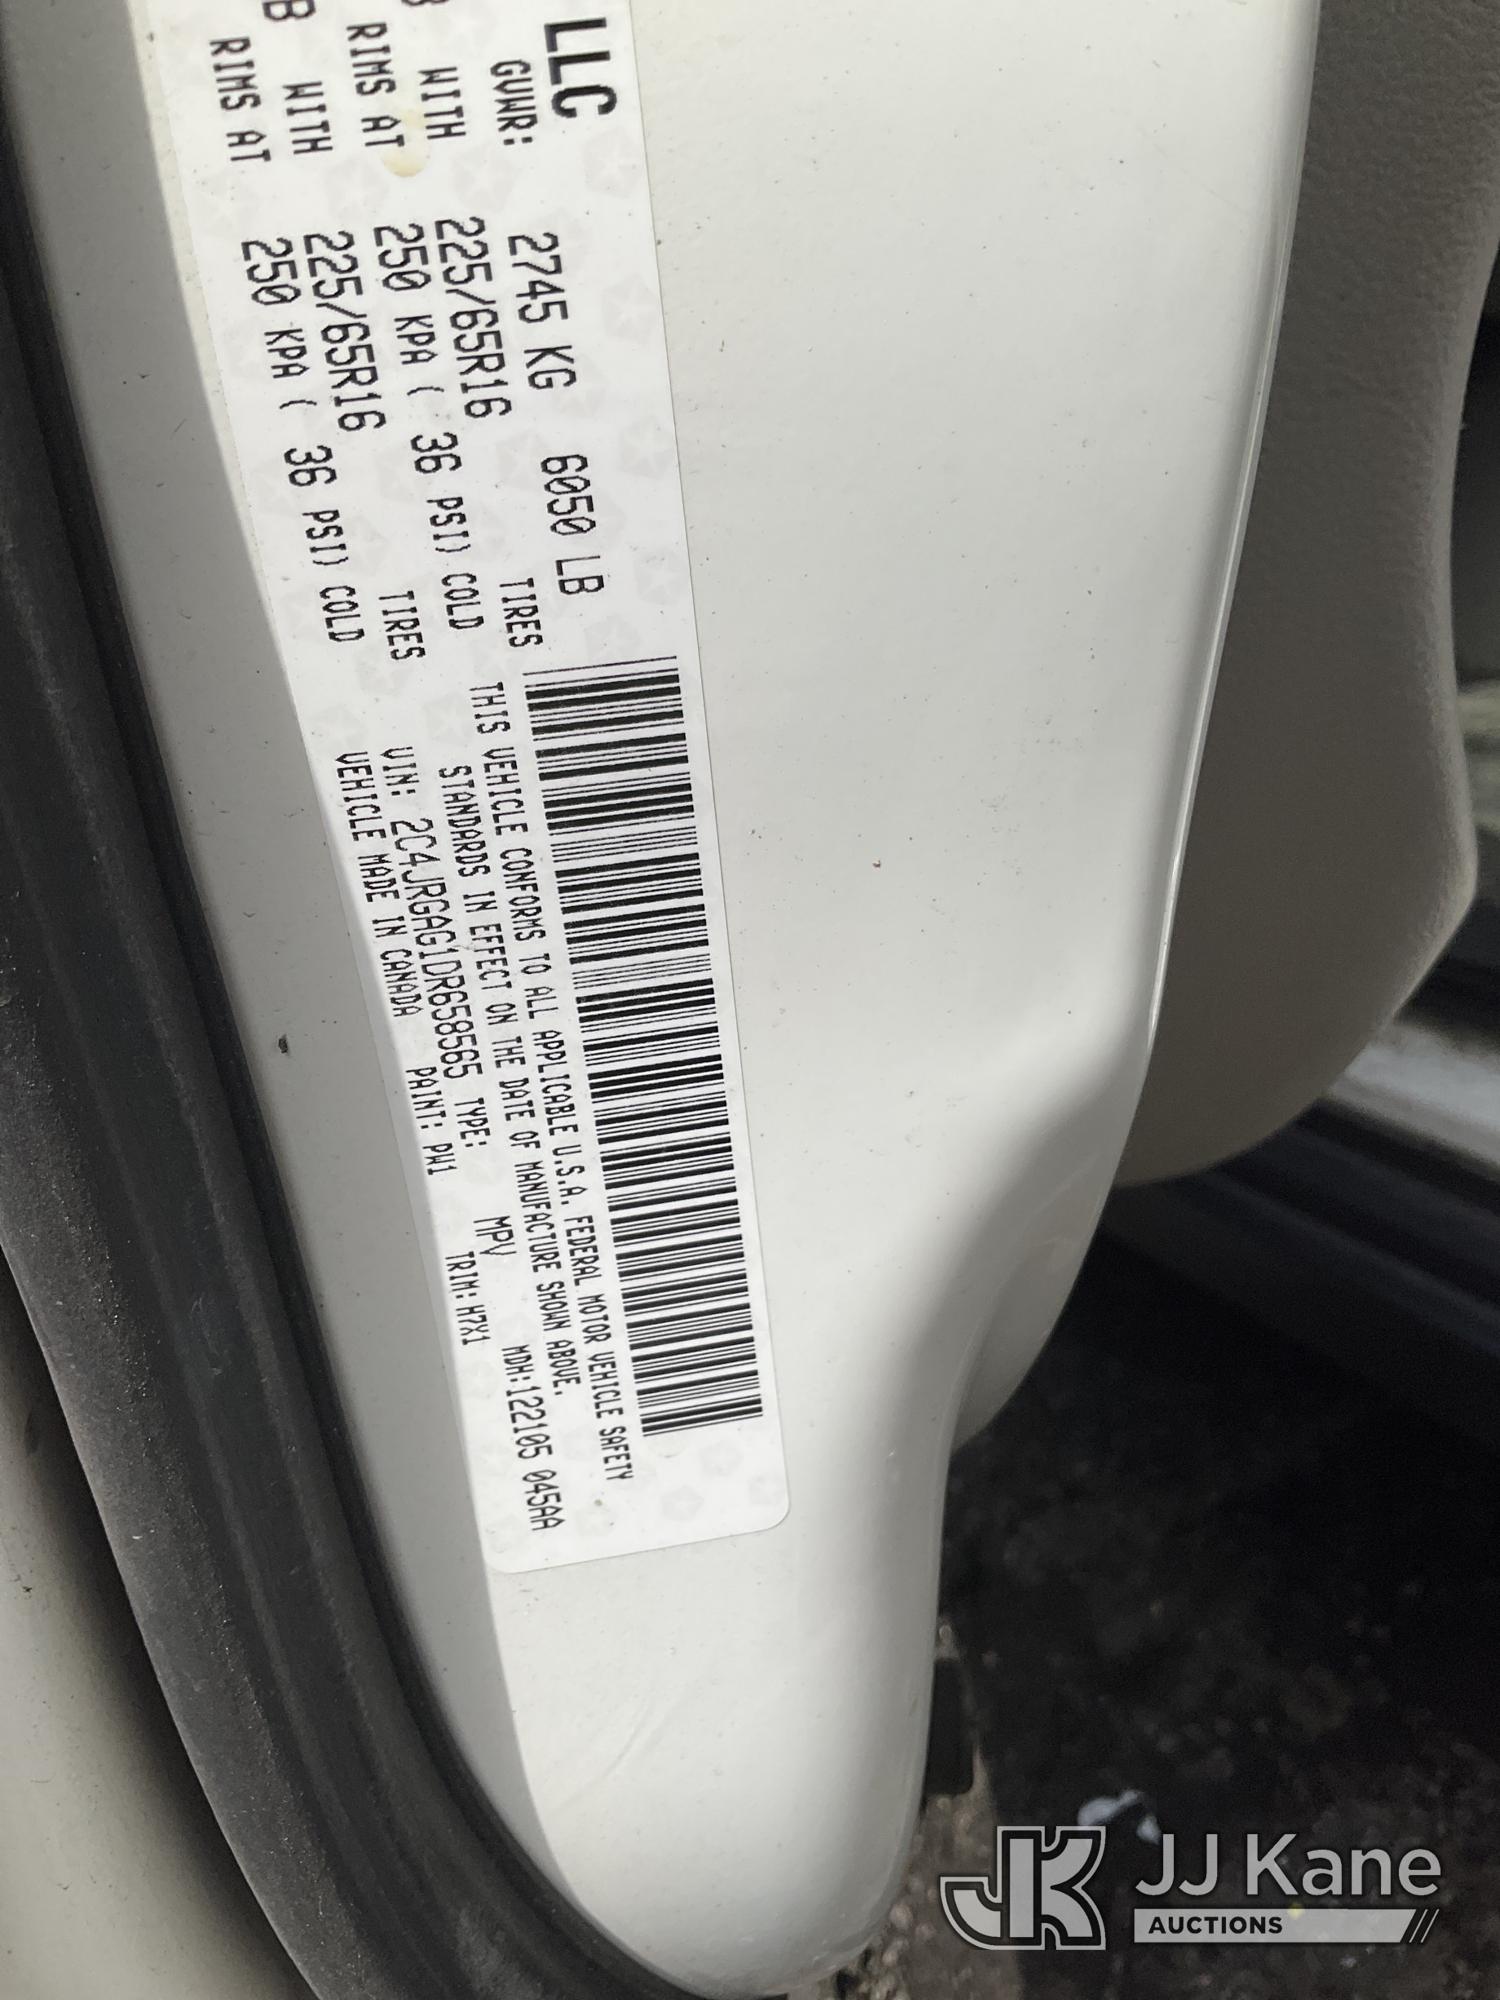 LLC
GVWR: 2745 KG 6050 LB
WITH 225/65R16 TIRES
RIMS AT 250 KPA ( 36 PSI) COLD
B WITH 225/65R16 TIRES
RIMS AT 250 KPA ( 36 PSI) COLD
THIS VEHICLE CONFORMS TO ALL APPLICABLE U.S.A. FEDERAL MOTOR VEHICLE SAFETY
STANDARDS IN EFFECT ON THE DATE OF MANUFACTURE SHOWN ABOVE.
VIN: 2C4JRGAG1DR658565 TYPE: MPV MDH:122105 045AA
VEHICLE MADE IN CANADA PAINT: PW1 TRIM: H7X1
JK JJ Kane
AUCTIONS